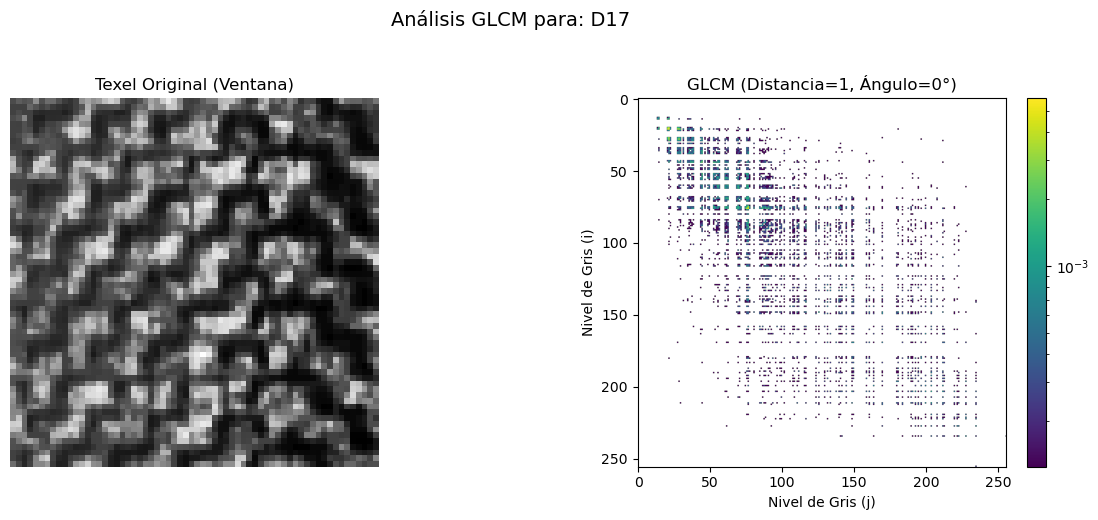 Análisis GLCM para: D17
Texel Original (Ventana)
GLCM (Distancia=1, Ángulo=0°)
0
50
100
150
200
250
Nivel de Gris (i)
0
50
100
150
200
250
Nivel de Gris (j)
10⁻³